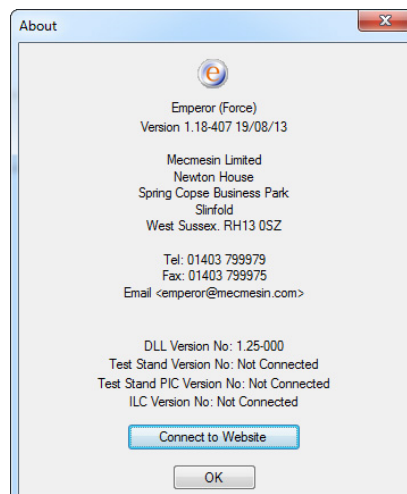 About
Emperor (Force)
Version 1.18-407 19/08/13
Mecmesin Limited
Newton House
Spring Copse Business Park
Slinfold
West Sussex. RH13 0SZ
Tel: 01403 799979
Fax: 01403 799975
Email <emperor@mecmesin.com>
DLL Version No: 1.25-000
Test Stand Version No: Not Connected
Test Stand PIC Version No: Not Connected
ILC Version No: Not Connected
Connect to Website
OK